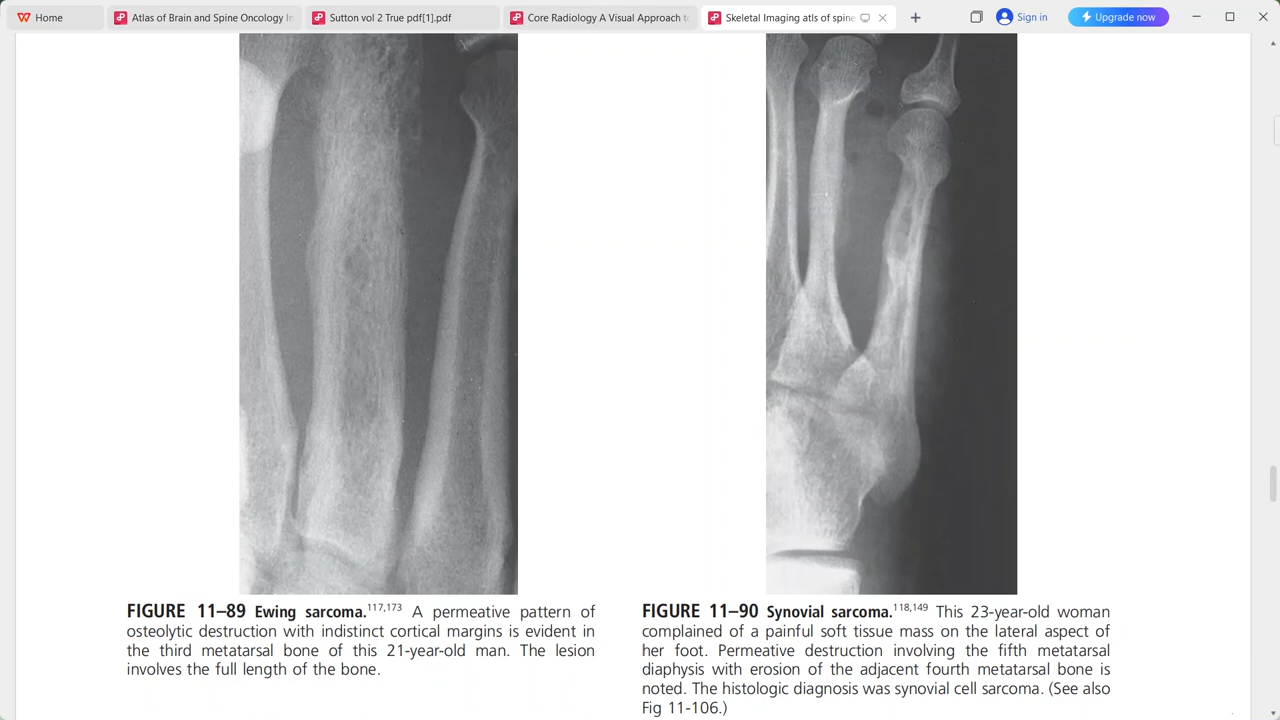 Home
Atlas of Brain and Spine Oncology In
Sutton vol 2 True pdf[1].pdf
Core Radiology A Visual Approach to
Skeletal Imaging atls of spine
Sign in
Upgrade now
FIGURE 11–89 Ewing sarcoma.117,173 A permeative pattern of
osteolytic destruction with indistinct cortical margins is evident in
the third metatarsal bone of this 21-year-old man. The lesion
involves the full length of the bone.
FIGURE 11–90 Synovial sarcoma.118,149 This 23-year-old woman
complained of a painful soft tissue mass on the lateral aspect of
her foot. Permeative destruction involving the fifth metatarsal
diaphysis with erosion of the adjacent fourth metatarsal bone is
noted. The histologic diagnosis was synovial cell sarcoma. (See also
Fig 11-106.)